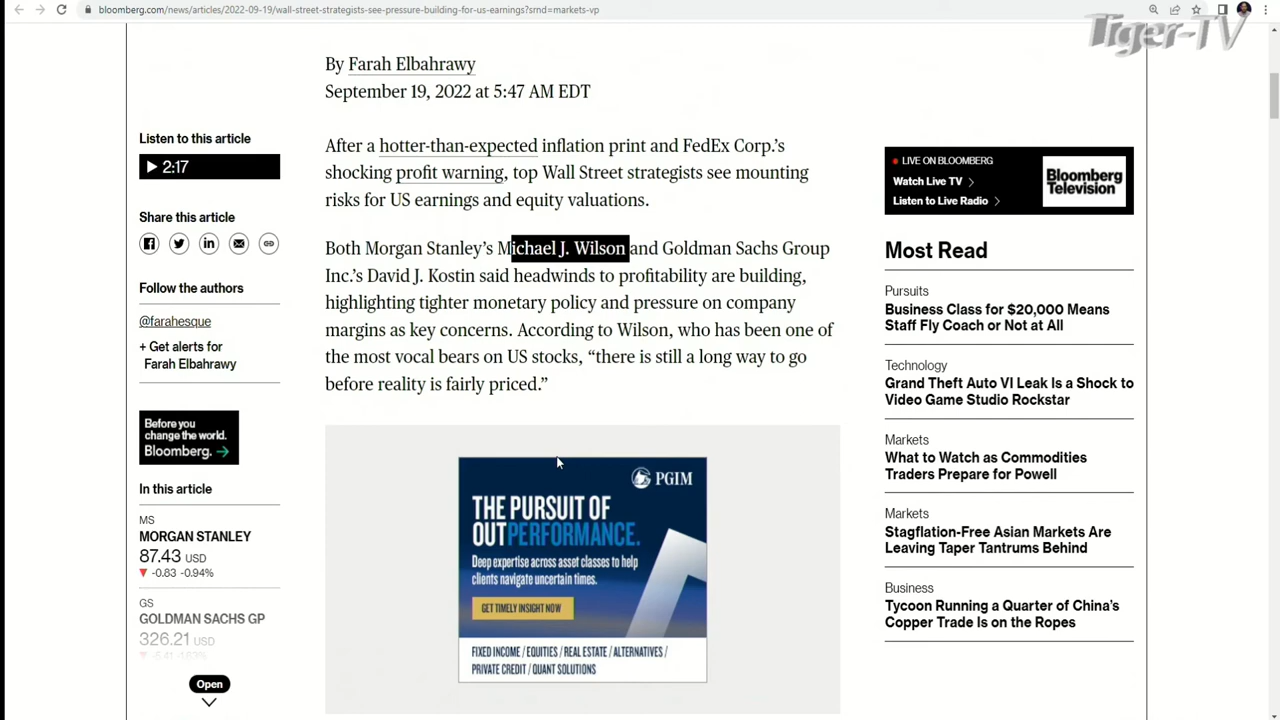 bloomberg.com/news/articles/2022-09-19/wall-street-strategists-see-pressure-building-for-us-earnings?srnd=markets-vp
Tiger-TV
By Farah Elbahrawy
September 19, 2022 at 5:47 AM EDT
Listen to this article
2:17
Share this article
Follow the authors
@farahesque
+ Get alerts for
Farah Elbahrawy
Before you
change the world.
Bloomberg. →
In this article
MS
MORGAN STANLEY
87.43 USD
▼ -0.83 -0.94%
GS
GOLDMAN SACHS GP
326.21 USD
Open
After a hotter-than-expected inflation print and FedEx Corp.’s
shocking profit warning, top Wall Street strategists see mounting
risks for US earnings and equity valuations.
Both Morgan Stanley’s Michael J. Wilson and Goldman Sachs Group
Inc.’s David J. Kostin said headwinds to profitability are building,
highlighting tighter monetary policy and pressure on company
margins as key concerns. According to Wilson, who has been one of
the most vocal bears on US stocks, “there is still a long way to go
before reality is fairly priced.”
PGIM
THE PURSUIT OF
OUTPERFORMANCE.
Deep expertise across asset classes to help
clients navigate uncertain times.
GET TIMELY INSIGHT NOW
FIXED INCOME / EQUITIES / REAL ESTATE / ALTERNATIVES /
PRIVATE CREDIT / QUANT SOLUTIONS
LIVE ON BLOOMBERG
Watch Live TV >
Listen to Live Radio >
Bloomberg
Television
Most Read
Pursuits
Business Class for $20,000 Means
Staff Fly Coach or Not at All
Technology
Grand Theft Auto VI Leak Is a Shock to
Video Game Studio Rockstar
Markets
What to Watch as Commodities
Traders Prepare for Powell
Markets
Stagflation-Free Asian Markets Are
Leaving Taper Tantrums Behind
Business
Tycoon Running a Quarter of China’s
Copper Trade Is on the Ropes